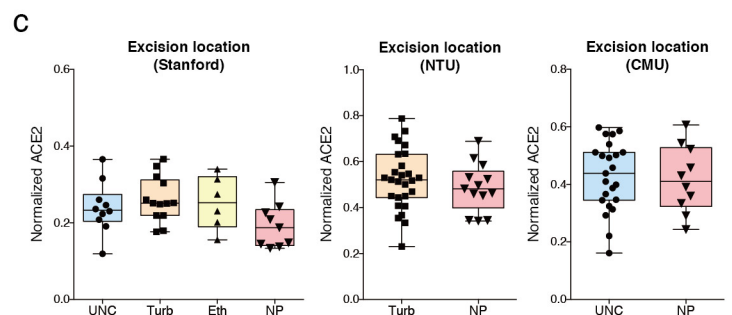 C
Excision location
(Stanford)
Normalized ACE2
0.6
0.4
0.2
0.0
UNC Turb Eth NP
Excision location
(NTU)
Normalized ACE2
1.0
0.8
0.6
0.4
0.2
0.0
Turb NP
Excision location
(CMU)
Normalized ACE2
0.8
0.6
0.4
0.2
0.0
UNC NP